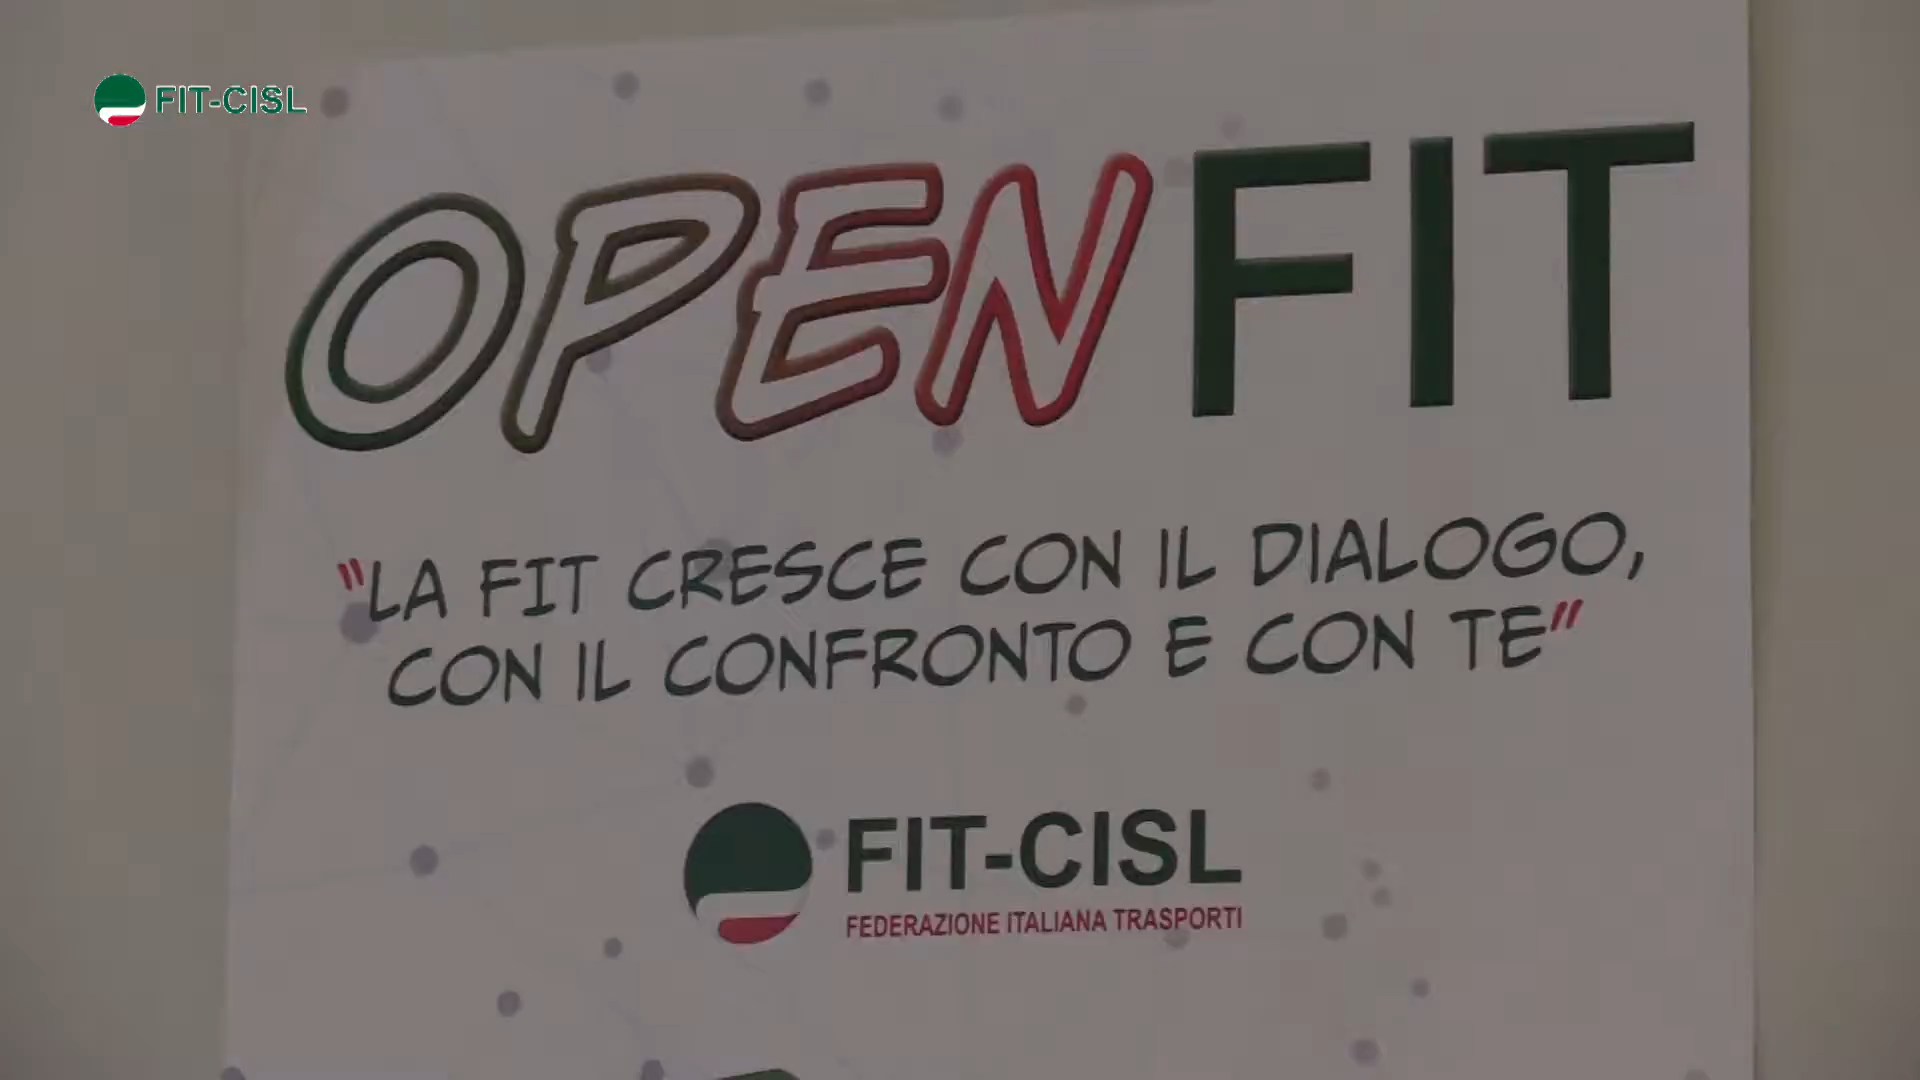 FIT-CISL
OPENFIT
"LA FIT CRESCE CON IL DIALOGO,
CON IL CONFRONTO E CON TE"
FIT-CISL
FEDERAZIONE ITALIANA TRASPORTI